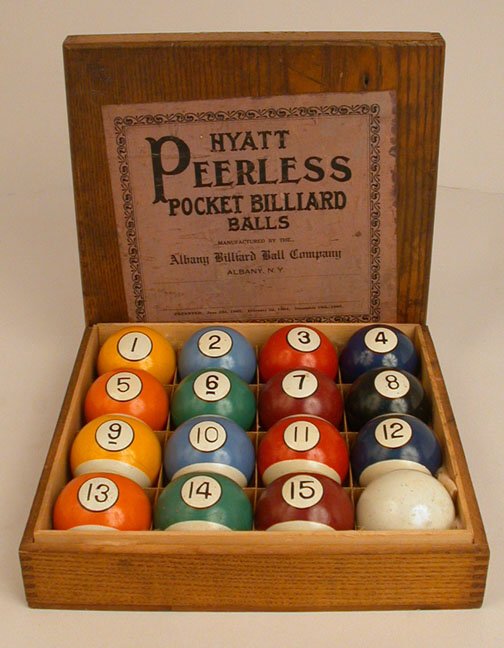 HYATT
PEERLESS
POCKET BILLIARD
BALLS
MANUFACTURED BY THE
Albany Billiard Ball Company
ALBANY, N.Y
1 2 3 4
5 6 7 8
9 10 11 12
13 14 15